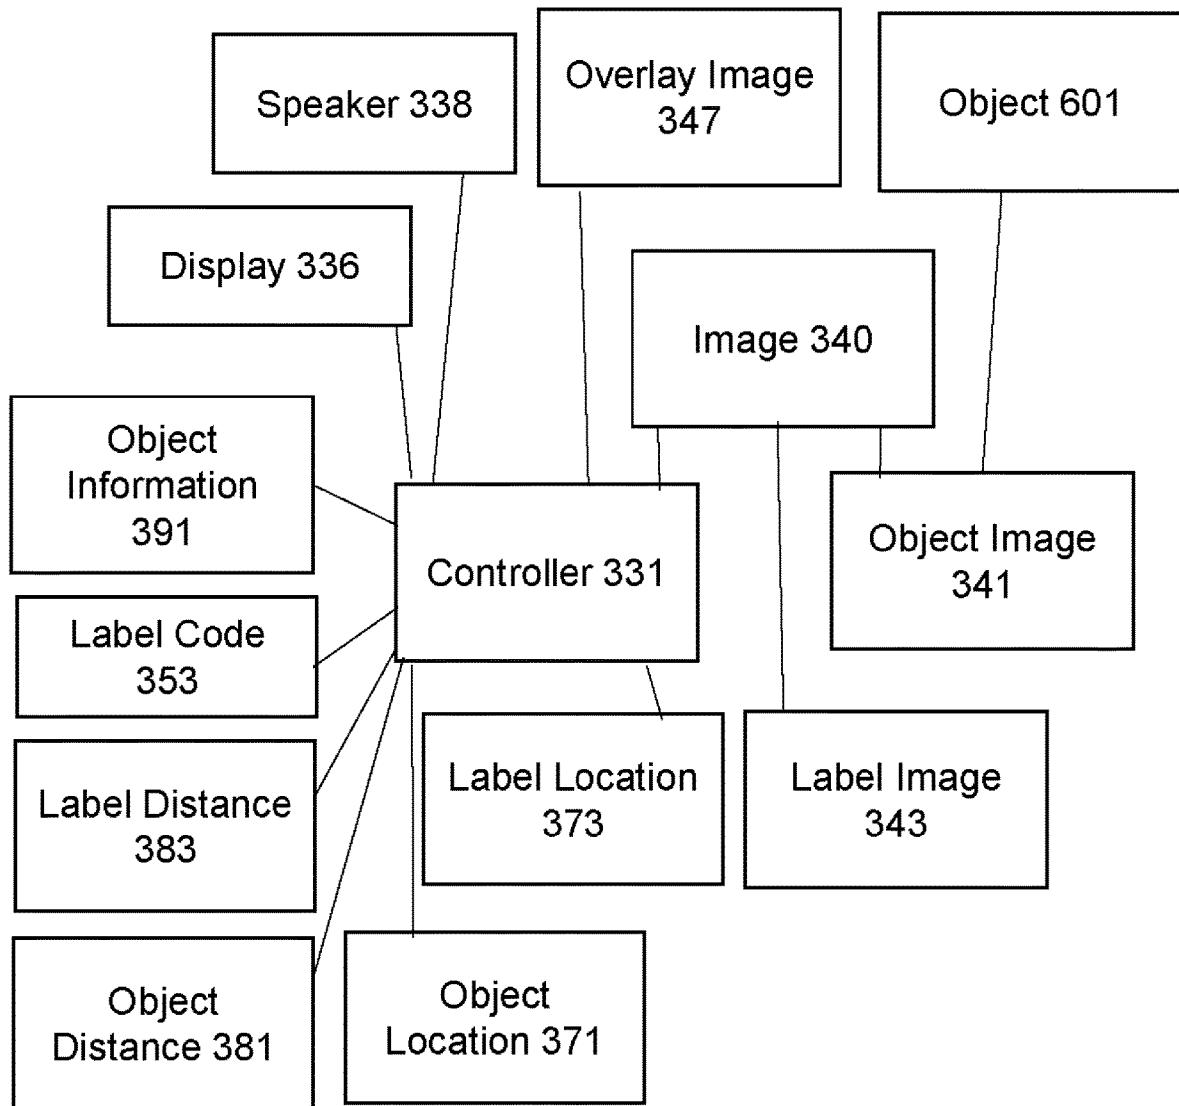 Speaker 338
Overlay Image
347
Object 601
Display 336
Image 340
Object
Information
391
Controller 331
Object Image
341
Label Code
353
Label Distance
383
Label Location
373
Label Image
343
Object
Distance 381
Object
Location 371